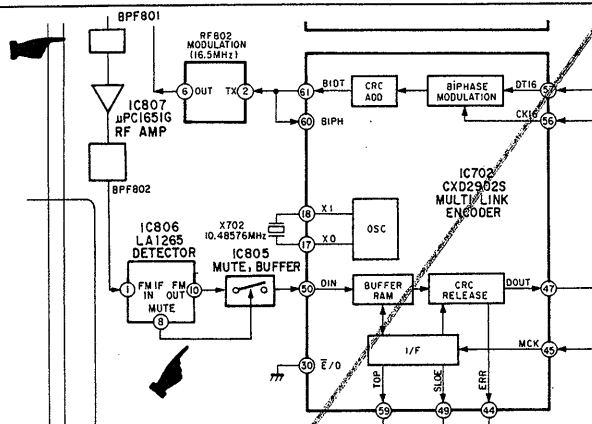 BPF801
RF802
MODULATION
(16.5MHz)
6 OUT TX 2
IC807
μPC1651G
RF AMP
BPF802
61 BIDT
CRC
ADD
BIPHASE
MODULATION
DT16 57
60 BIPH
CK16 56
IC702
CXD2902S
MULTI LINK
ENCODER
X702
10.48576MHz
18 X1
17 XO
OSC
IC806
LA1265
DETECTOR
IC805
MUTE, BUFFER
1 FM IF FM 10
IN OUT
MUTE
8
50 DIN
BUFFER
RAM
CRC
RELEASE
DOUT 47
I/F
MCK 45
30 E̅/D
TOP
SLOE
ERR
59 49 44